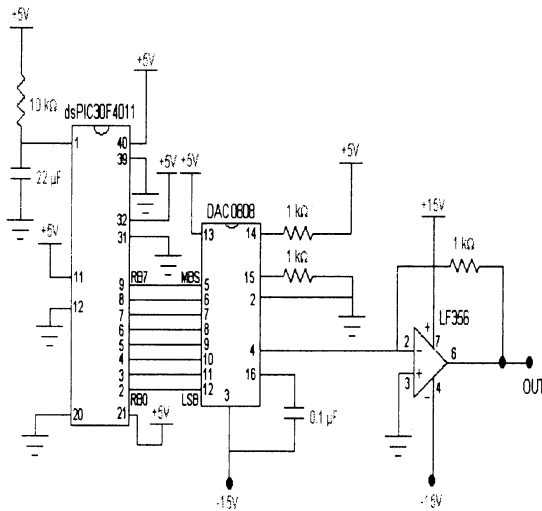 +5V
+5V
10 kΩ
dsPIC30F4011
1
40
39
22 µF
+5V
+5V
DAC0808
+5V
1 kΩ
+15V
1 kΩ
32
31
13
14
+5V
11
12
15
2
9
RB7
MBS
5
8
6
7
7
6
8
5
9
4
10
3
11
2
RB0
LSB
12
4
16
3
20
21
+5V
0.1 µF
-15V
1 kΩ
LF356
+
7
2
-
6
+
3
4
-
OUT
-15V